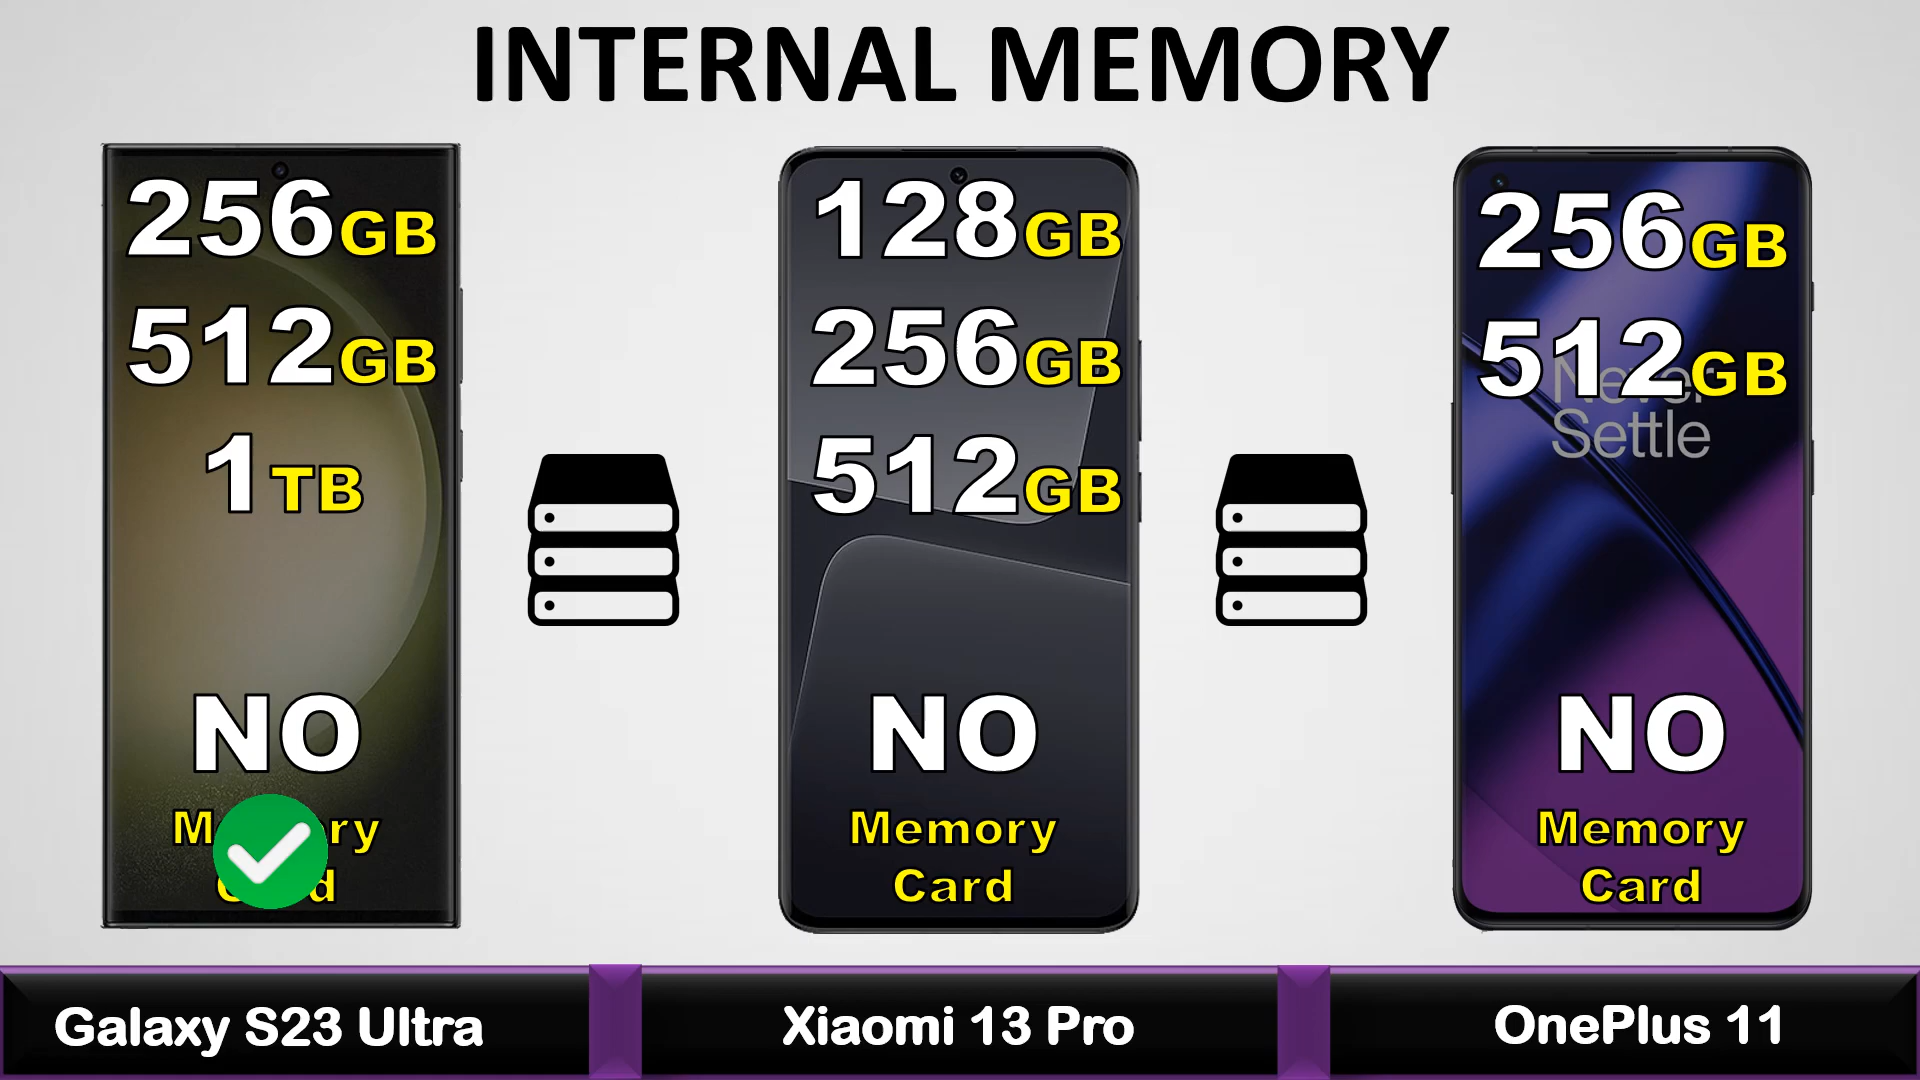 INTERNAL MEMORY
256GB
512GB
1TB
NO
128GB
256GB
512GB
NO
Memory
Card
256GB
512GB
Never
Settle
NO
Memory
Card
Galaxy S23 Ultra
Xiaomi 13 Pro
OnePlus 11